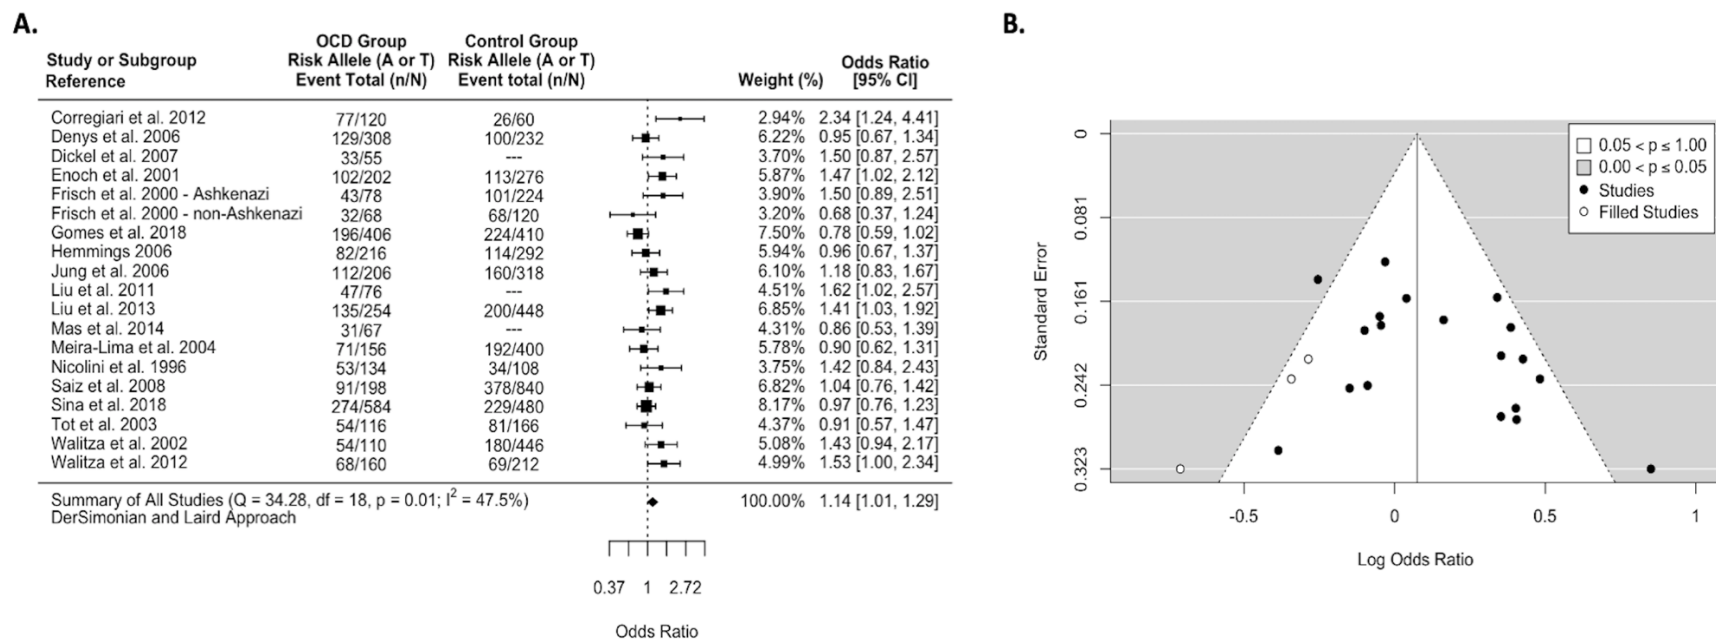 A.
OCD Group Control Group
Study or Subgroup Risk Allele (A or T) Risk Allele (A or T) Odds Ratio
Reference Event Total (n/N) Event total (n/N) Weight (%) [95% CI]
Corregiari et al. 2012 77/120 26/60 2.94% 2.34 [1.24, 4.41]
Denys et al. 2006 129/308 100/232 6.22% 0.95 [0.67, 1.34]
Dickel et al. 2007 33/55 --- 3.70% 1.50 [0.87, 2.57]
Enoch et al. 2001 102/202 113/276 5.87% 1.47 [1.02, 2.12]
Frisch et al. 2000 - Ashkenazi 43/78 101/224 3.90% 1.50 [0.89, 2.51]
Frisch et al. 2000 - non-Ashkenazi 32/68 68/120 3.20% 0.68 [0.37, 1.24]
Gomes et al. 2018 196/406 224/410 7.50% 0.78 [0.59, 1.02]
Hemmings 2006 82/216 114/292 5.94% 0.96 [0.67, 1.37]
Jung et al. 2006 112/206 160/318 6.10% 1.18 [0.83, 1.67]
Liu et al. 2011 47/76 --- 4.51% 1.62 [1.02, 2.57]
Liu et al. 2013 135/254 200/448 6.85% 1.41 [1.03, 1.92]
Mas et al. 2014 31/67 --- 4.31% 0.86 [0.53, 1.39]
Meira-Lima et al. 2004 71/156 192/400 5.78% 0.90 [0.62, 1.31]
Nicolini et al. 1996 53/134 34/108 3.75% 1.42 [0.84, 2.43]
Saiz et al. 2008 91/198 378/840 6.82% 1.04 [0.76, 1.42]
Sina et al. 2018 274/584 229/480 8.17% 0.97 [0.76, 1.23]
Tot et al. 2003 54/116 81/166 4.37% 0.91 [0.57, 1.47]
Walitza et al. 2002 54/110 180/446 5.08% 1.43 [0.94, 2.17]
Walitza et al. 2012 68/160 69/212 4.99% 1.53 [1.00, 2.34]
Summary of All Studies (Q = 34.28, df = 18, p = 0.01; I² = 47.5%) 100.00% 1.14 [1.01, 1.29]
DerSimonian and Laird Approach
0.37 1 2.72
Odds Ratio
B.
0.05 < p ≤ 1.00
0.00 < p ≤ 0.05
Studies
Filled Studies
Standard Error
0
0.081
0.161
0.242
0.323
-0.5 0 0.5 1
Log Odds Ratio